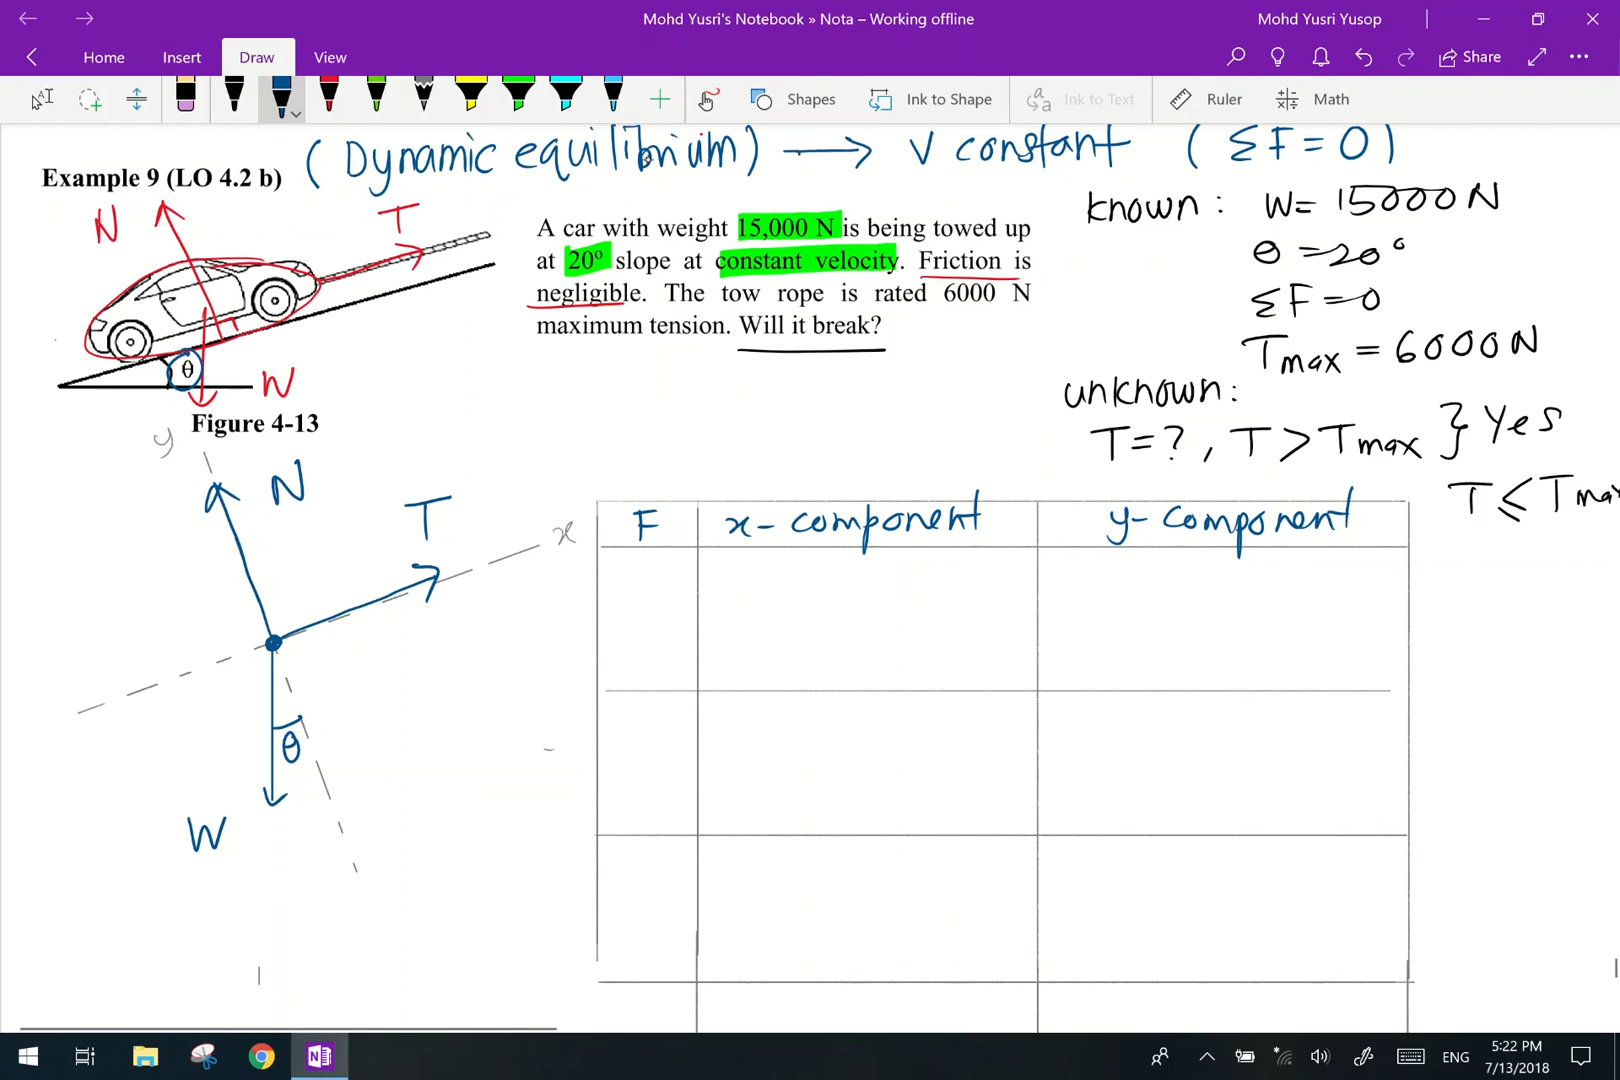 Mohd Yusri's Notebook » Nota – Working offline
Mohd Yusri Yusop
Home Insert Draw View
Share
Shapes Ink to Shape Ink to Text Ruler Math
(Dynamic equilibrium) → V constant (ΣF=0)
Example 9 (LO 4.2 b)
N
T
θ
W
Figure 4-13
A car with weight 15,000 N is being towed up
at 20° slope at constant velocity. Friction is
negligible. The tow rope is rated 6000 N
maximum tension. Will it break?
known: W= 15000 N
θ =20°
ΣF=0
Tmax = 6000 N
unknown:
T=?, T > Tmax } Yes
T ≤ Tmax
y
N
T
x
θ
W
F x-component y-component
ENG
5:22 PM
7/13/2018